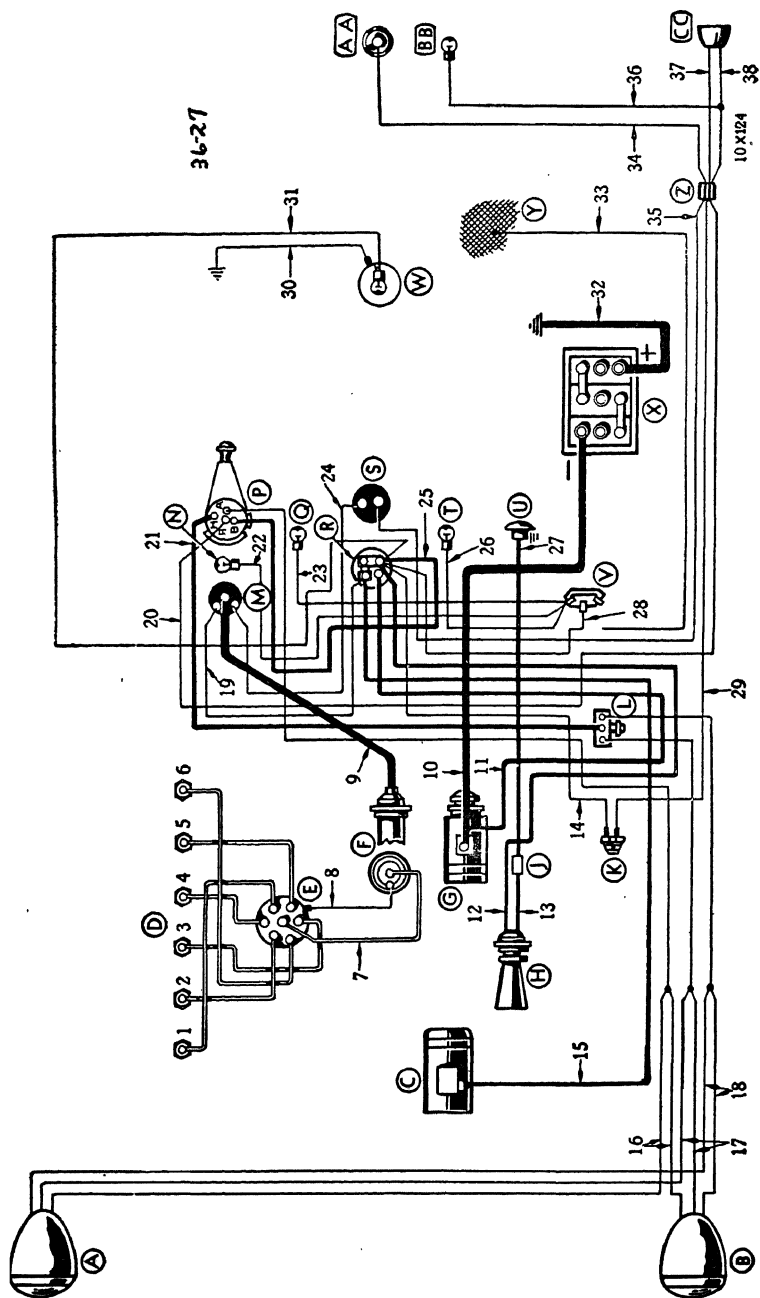 A
D
20
21
N
1
2
3
4
5
6
36-27
19
M
22
P
H
A
R
B
E
30
31
8
9
Q
23
7
F
R
24
AA
C
S
W
25
10
G
T
BB
12
11
26
13
H
J
U
27
Y
15
14
K
V
28
33
32
−
+
X
16
L
34
36
35
17
18
29
Z
37
CC
38
B
10 X124